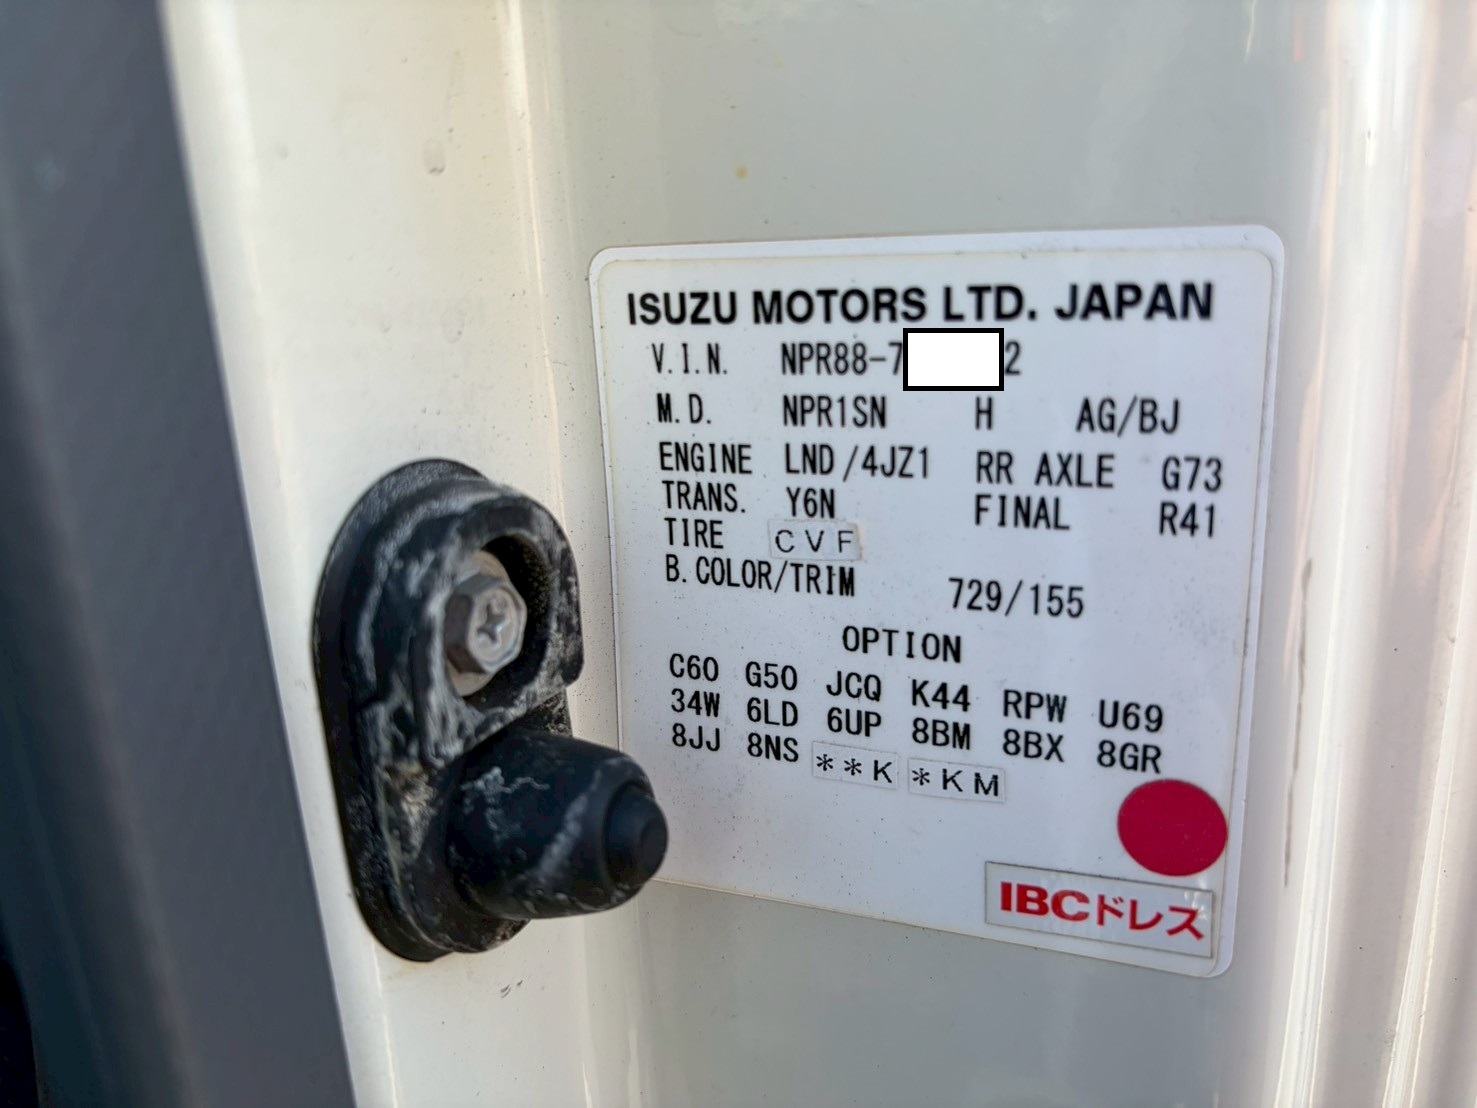 ISUZU MOTORS LTD. JAPAN
V.I.N. NPR88-7 2
M.D. NPR1SN H AG/BJ
ENGINE LND/4JZ1 RR AXLE G73
TRANS. Y6N FINAL R41
TIRE CVF
B.COLOR/TRIM 729/155
OPTION
C60 G50 JCQ K44 RPW U69
34W 6LD 6UP 8BM 8BX 8GR
8JJ 8NS **K *KM
IBCドレス